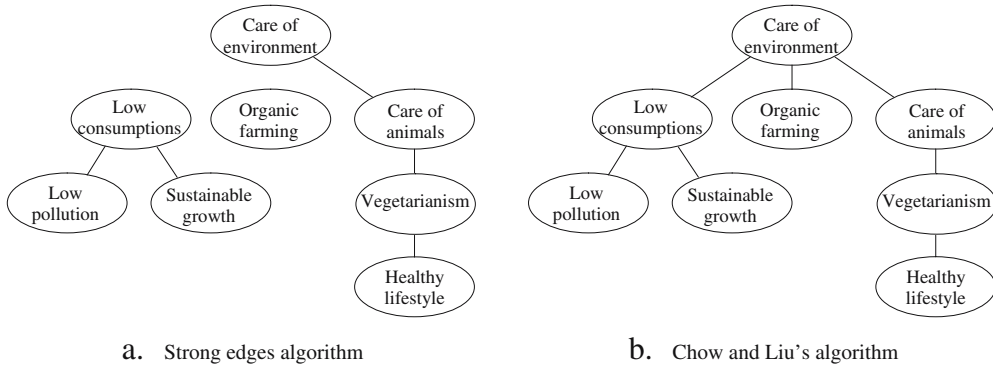 Care of
environment
Low
consumptions
Organic
farming
Care of
animals
Low
pollution
Sustainable
growth
Vegetarianism
Healthy
lifestyle
a. Strong edges algorithm
Care of
environment
Low
consumptions
Organic
farming
Care of
animals
Low
pollution
Sustainable
growth
Vegetarianism
Healthy
lifestyle
b. Chow and Liu's algorithm